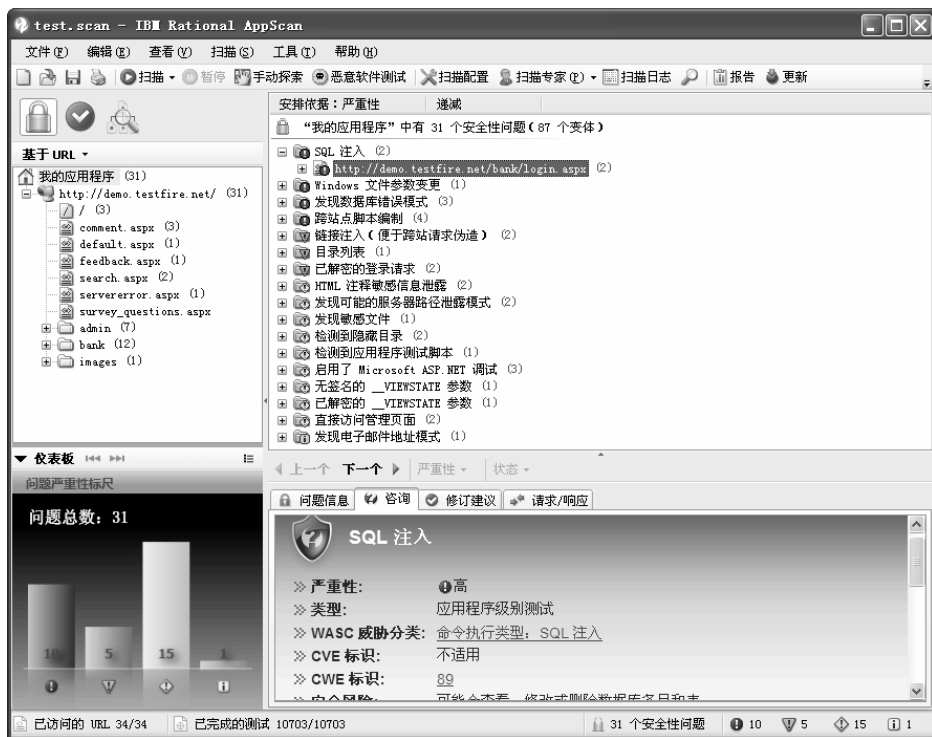 test.scan - IBM Rational AppScan
文件(F) 编辑(E) 查看(V) 扫描(S) 工具(T) 帮助(H)
扫描 暂停 手动探索 恶意软件测试 扫描配置 扫描专家(P) 扫描日志 报告 更新
基于 URL
我的应用程序 (31)
http://demo.testfire.net/ (31)
/ (3)
comment.aspx (3)
default.aspx (1)
feedback.aspx (1)
search.aspx (2)
servererror.aspx (1)
survey_questions.aspx
admin (7)
bank (12)
images (1)
安排依据：严重性 递减
“我的应用程序”中有 31 个安全性问题(87 个变体)
SQL 注入 (2)
http://demo.testfire.net/bank/login.aspx (2)
Windows 文件参数变更 (1)
发现数据库错误模式 (3)
跨站点脚本编制 (4)
链接注入(便于跨站请求伪造) (2)
目录列表 (1)
已解密的登录请求 (2)
HTML 注释敏感信息泄露 (2)
发现可能的服务器路径泄露模式 (2)
发现敏感文件 (1)
检测到隐藏目录 (2)
检测到应用程序测试脚本 (1)
启用了 Microsoft ASP.NET 调试 (3)
无签名的 __VIEWSTATE 参数 (1)
已解密的 __VIEWSTATE 参数 (1)
直接访问管理页面 (2)
发现电子邮件地址模式 (1)
仪表板
问题严重性标尺
问题总数：31
10 5 15 1
上一个 下一个 严重性 状态
问题信息 咨询 修订建议 请求/响应
SQL 注入
严重性: 高
类型: 应用程序级别测试
WASC 威胁分类: 命令执行类型：SQL 注入
CVE 标识: 不适用
CWE 标识: 89
已访问的 URL 34/34 已完成的测试 10703/10703 31 个安全性问题 10 5 15 1